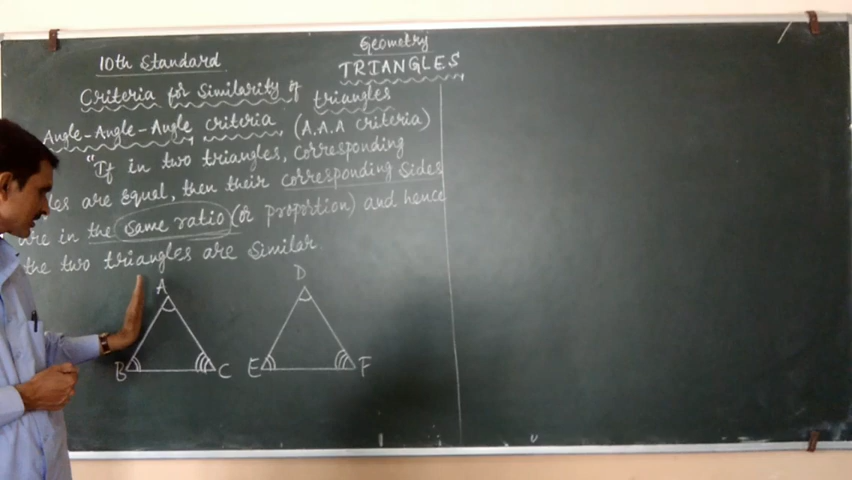 Geometry
10th Standard
TRIANGLES
Criteria for Similarity of triangles
Angle-Angle-Angle criteria (A.A.A criteria)
"If in two triangles, corresponding
are equal, then their corresponding sides
are in the same ratio (or proportion) and hence
the two triangles are similar.
A D
B C E F